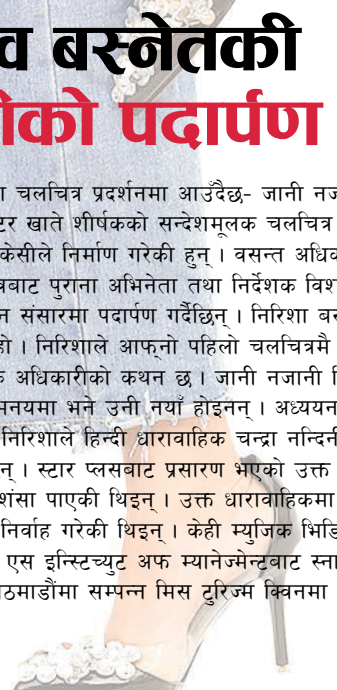 व बस्नेतकी
ीको पदार्पण
ा चलचित्र प्रदर्शनमा आउँदैछ- जानी नज
टर खाते शीर्षकको सन्देशमूलक चलचित्र
केसीले निर्माण गरेकी हुन् । वसन्त अधिक
त्रबाट पुराना अभिनेता तथा निर्देशक विश
न संसारमा पदार्पण गर्दैछिन् । निरिशा बस
हो । निरिशाले आफ्नो पहिलो चलचित्रमै
क अधिकारीको कथन छ । जानी नजानी सि
भिनयमा भने उनी नयाँ होइनन् । अध्ययन
निरिशाले हिन्दी धारावाहिक चन्द्रा नन्दिनी
न् । स्टार प्लसबाट प्रसारण भएको उक्त
शंसा पाएकी थिइन् । उक्त धारावाहिकमा
निर्वाह गरेकी थिइन् । केही म्युजिक भिडि
एस इन्स्टिच्युट अफ म्यानेज्मेन्टबाट स्ना
ाठमाडौंमा सम्पन्न मिस टुरिज्म क्विनमा